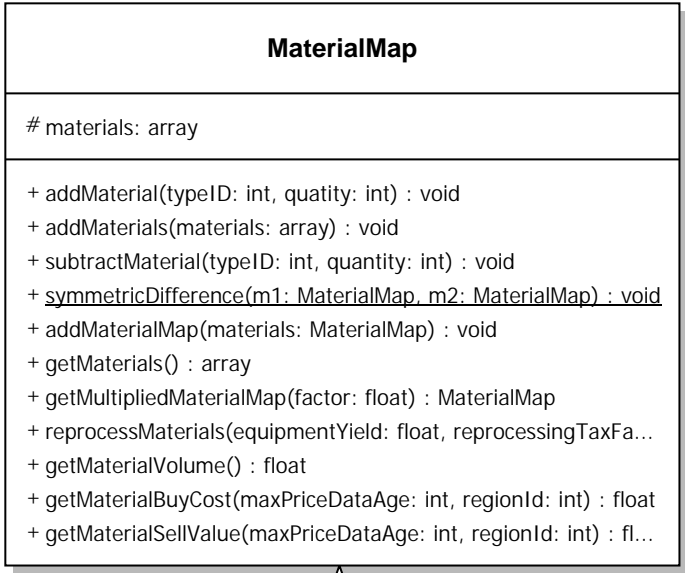 MaterialMap
# materials: array
+ addMaterial(typeID: int, quatity: int) : void
+ addMaterials(materials: array) : void
+ subtractMaterial(typeID: int, quantity: int) : void
+ symmetricDifference(m1: MaterialMap, m2: MaterialMap) : void
+ addMaterialMap(materials: MaterialMap) : void
+ getMaterials() : array
+ getMultipliedMaterialMap(factor: float) : MaterialMap
+ reprocessMaterials(equipmentYield: float, reprocessingTaxFa...
+ getMaterialVolume() : float
+ getMaterialBuyCost(maxPriceDataAge: int, regionId: int) : float
+ getMaterialSellValue(maxPriceDataAge: int, regionId: int) : fl...